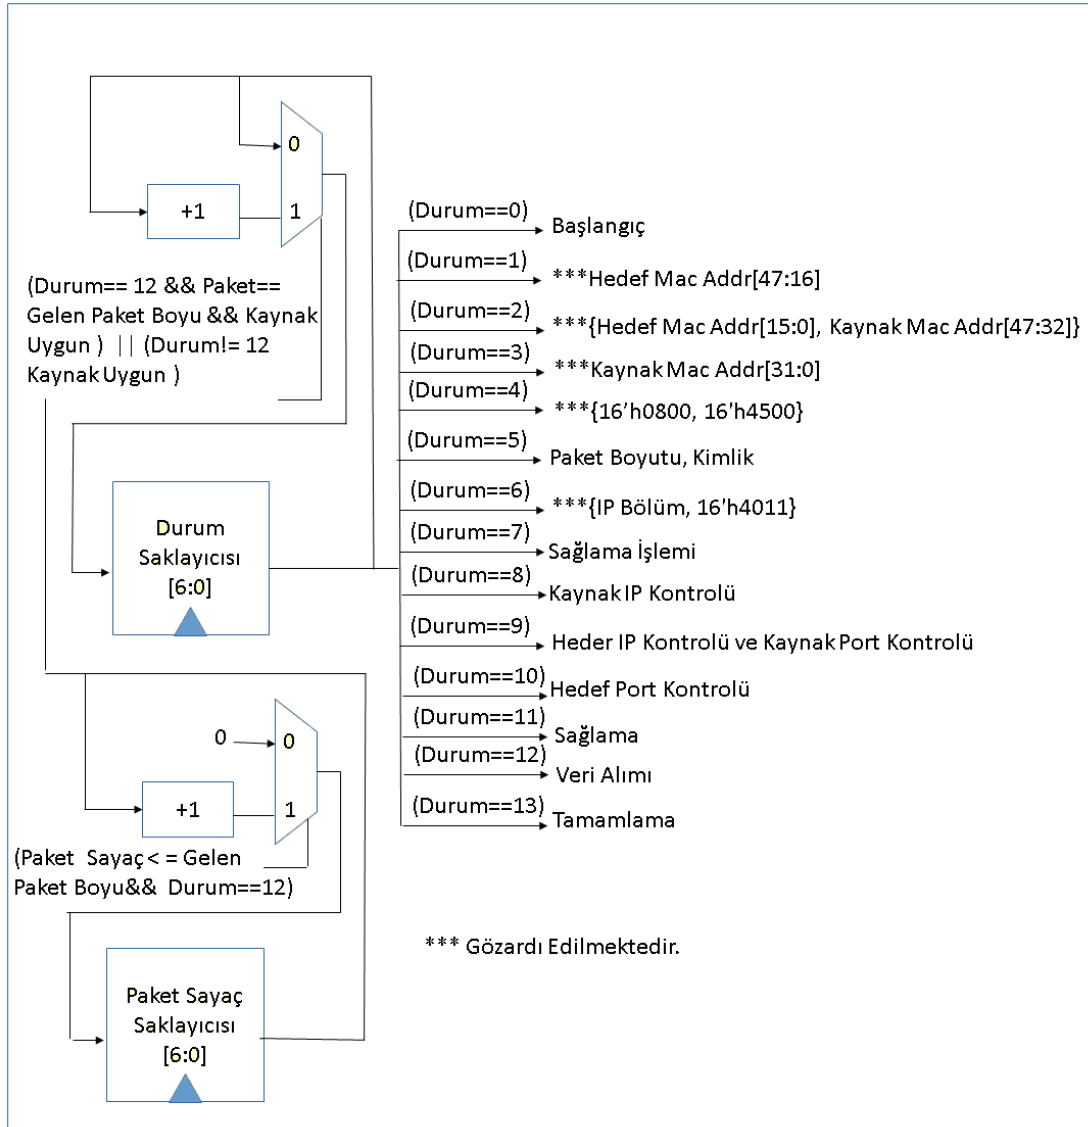 0
+1
1
(Durum== 12 && Paket==
Gelen Paket Boyu && Kaynak
Uygun ) || (Durum!= 12
Kaynak Uygun )
Durum
Saklayıcısı
[6:0]
0
0
+1
1
(Paket Sayaç < = Gelen
Paket Boyu&& Durum==12)
Paket Sayaç
Saklayıcısı
[6:0]
(Durum==0)
Başlangıç
(Durum==1)
***Hedef Mac Addr[47:16]
(Durum==2)
***{Hedef Mac Addr[15:0], Kaynak Mac Addr[47:32]}
(Durum==3)
***Kaynak Mac Addr[31:0]
(Durum==4)
***{16'h0800, 16'h4500}
(Durum==5)
Paket Boyutu, Kimlik
(Durum==6)
***{IP Bölüm, 16'h4011}
(Durum==7)
Sağlama İşlemi
(Durum==8)
Kaynak IP Kontrolü
(Durum==9)
Heder IP Kontrolü ve Kaynak Port Kontrolü
(Durum==10)
Hedef Port Kontrolü
(Durum==11)
Sağlama
(Durum==12)
Veri Alımı
(Durum==13)
Tamamlama
*** Gözardı Edilmektedir.